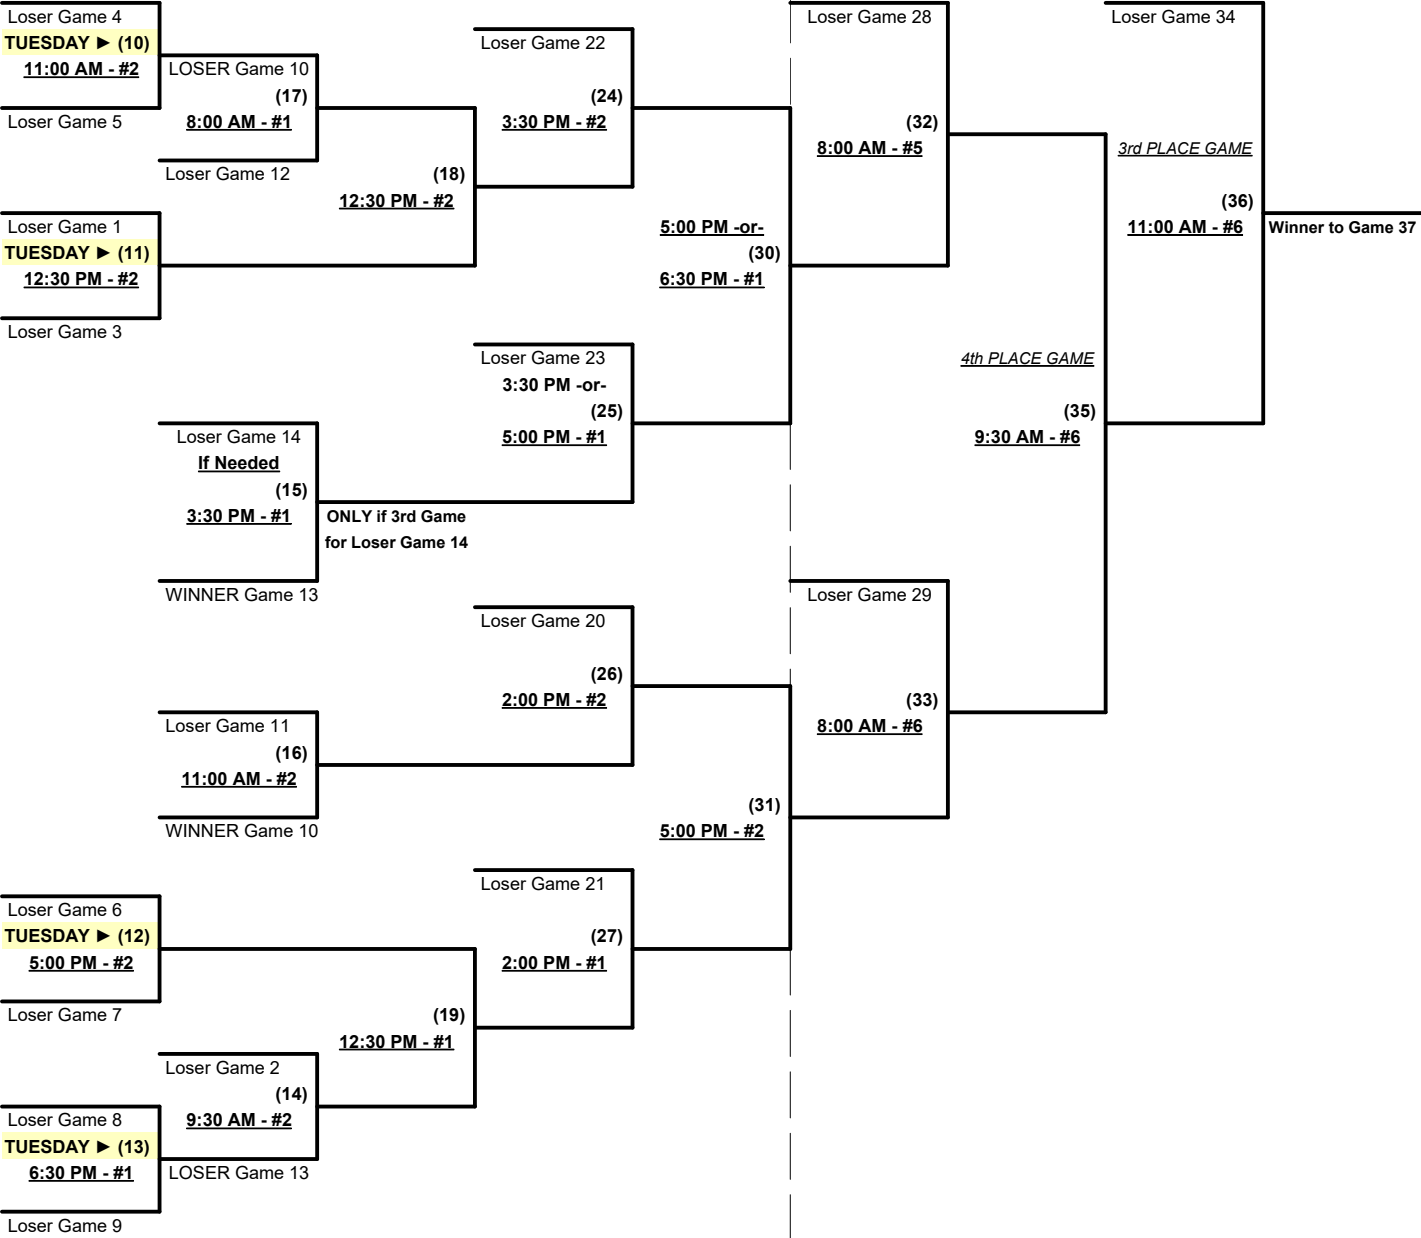 Loser Game 4
TUESDAY ► (10)
11:00 AM - #2
Loser Game 5
LOSER Game 10
(17)
8:00 AM - #1
Loser Game 12
Loser Game 1
TUESDAY ► (11)
12:30 PM - #2
Loser Game 3
(18)
12:30 PM - #2
Loser Game 22
(24)
3:30 PM - #2
5:00 PM -or-
(30)
6:30 PM - #1
Loser Game 28
(32)
8:00 AM - #5
Loser Game 34
3rd PLACE GAME
(36)
11:00 AM - #6
Winner to Game 37
Loser Game 23
3:30 PM -or-
(25)
5:00 PM - #1
4th PLACE GAME
(35)
9:30 AM - #6
Loser Game 14
If Needed
(15)
3:30 PM - #1
ONLY if 3rd Game
for Loser Game 14
WINNER Game 13
Loser Game 20
(26)
2:00 PM - #2
Loser Game 29
(33)
8:00 AM - #6
Loser Game 11
(16)
11:00 AM - #2
WINNER Game 10
(31)
5:00 PM - #2
Loser Game 6
TUESDAY ► (12)
5:00 PM - #2
Loser Game 7
Loser Game 21
(27)
2:00 PM - #1
(19)
12:30 PM - #1
Loser Game 2
(14)
9:30 AM - #2
LOSER Game 13
Loser Game 8
TUESDAY ► (13)
6:30 PM - #1
Loser Game 9